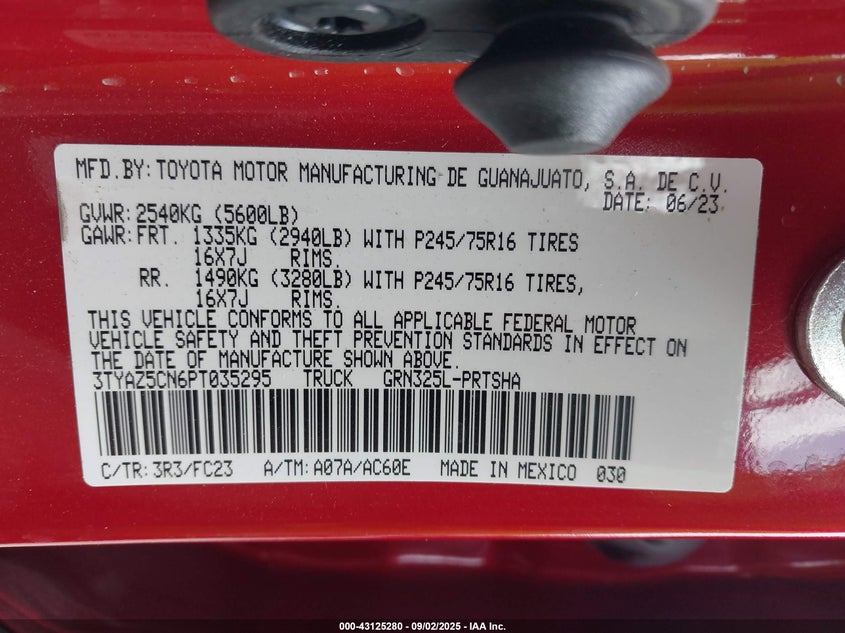 MFD.BY: TOYOTA MOTOR MANUFACTURING DE GUANAJUATO, S.A. DE C.V.
DATE: 06/23
GVWR: 2540KG (5600LB)
GAWR: FRT. 1335KG (2940LB) WITH P245/75R16 TIRES
16X7J RIMS.
RR. 1490KG (3280LB) WITH P245/75R16 TIRES,
16X7J RIMS.
THIS VEHICLE CONFORMS TO ALL APPLICABLE FEDERAL MOTOR
VEHICLE SAFETY AND THEFT PREVENTION STANDARDS IN EFFECT ON
THE DATE OF MANUFACTURE SHOWN ABOVE.
3TYAZ5CN6PT035295 TRUCK GRN325L-PRTSHA
C/TR: 3R3/FC23 A/TM: A07A/AC60E MADE IN MEXICO 030
000-43125280 - 09/02/2025 - IAA Inc.